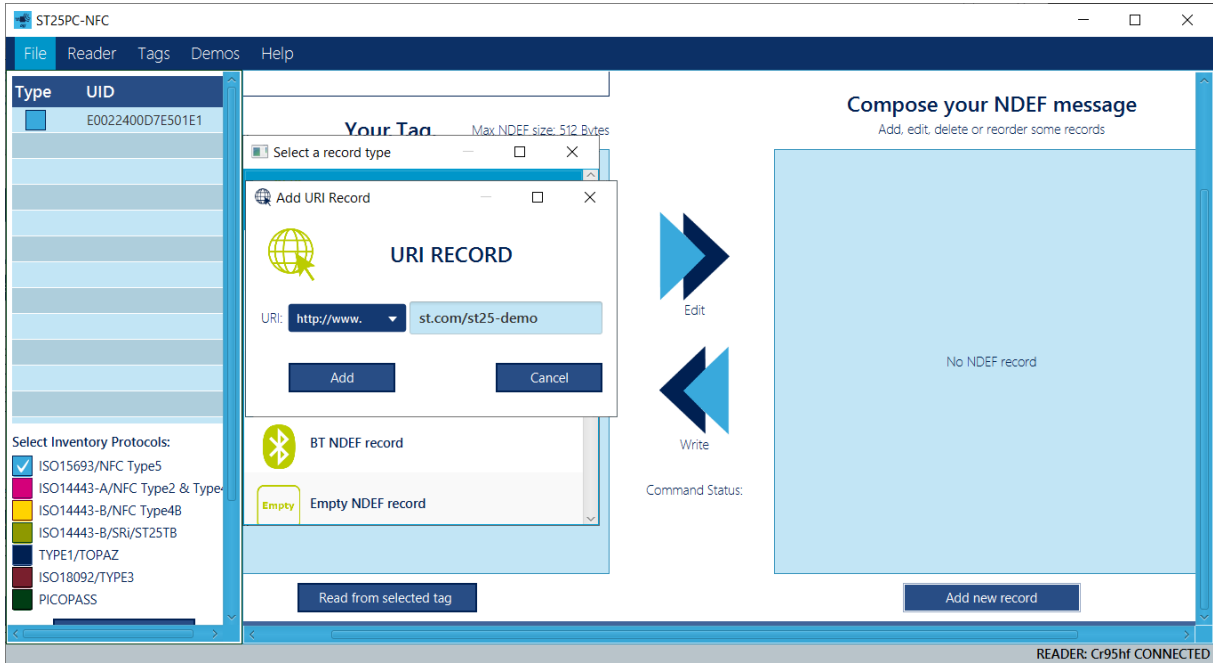 ST25PC-NFC
File Reader Tags Demos Help
Type UID
E0022400D7E501E1
Select Inventory Protocols:
ISO15693/NFC Type5
ISO14443-A/NFC Type2 & Type
ISO14443-B/NFC Type4B
ISO14443-B/SRi/ST25TB
TYPE1/TOPAZ
ISO18092/TYPE3
PICOPASS
Your Tag. Max NDEF size: 512 Bytes
Select a record type
Add URI Record
URI RECORD
URI: http://www. st.com/st25-demo
Add Cancel
BT NDEF record
Empty Empty NDEF record
Read from selected tag
Edit
Write
Command Status:
Compose your NDEF message
Add, edit, delete or reorder some records
No NDEF record
Add new record
READER: Cr95hf CONNECTED